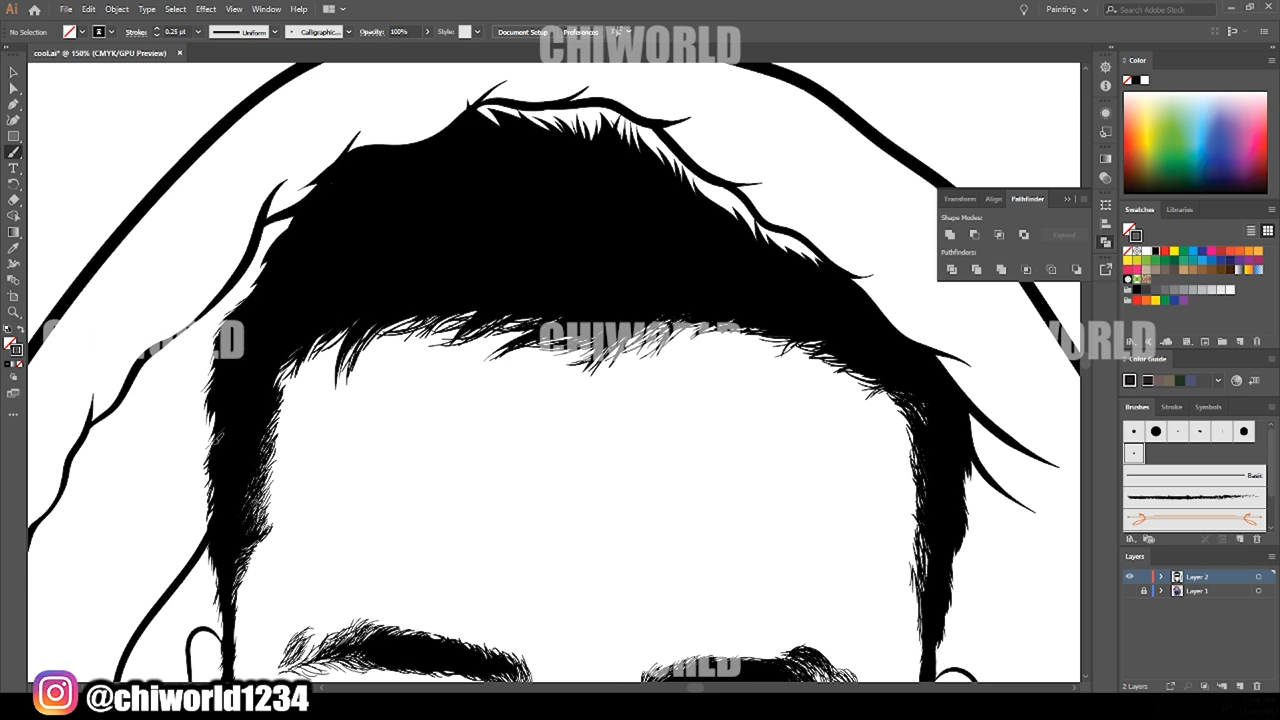 Ai File Edit Object Type Select Effect View Window Help Painting Search Adobe Stock
No Selection Stroke: 0.25 pt Uniform Calligraphic... Opacity: 100% Style: Document Setup Preferences
CHIWORLD
cool.ai* @ 150% (CMYK/GPU Preview)
Color
Transform Align Pathfinder
Shape Modes:
Expand
Pathfinders:
Swatches Libraries
CHIWORLD
WORLD
Color Guide
Brushes Stroke Symbols
Basic
Layers
Layer 2
Layer 1
WORLD
2 Layers
@chiworld1234